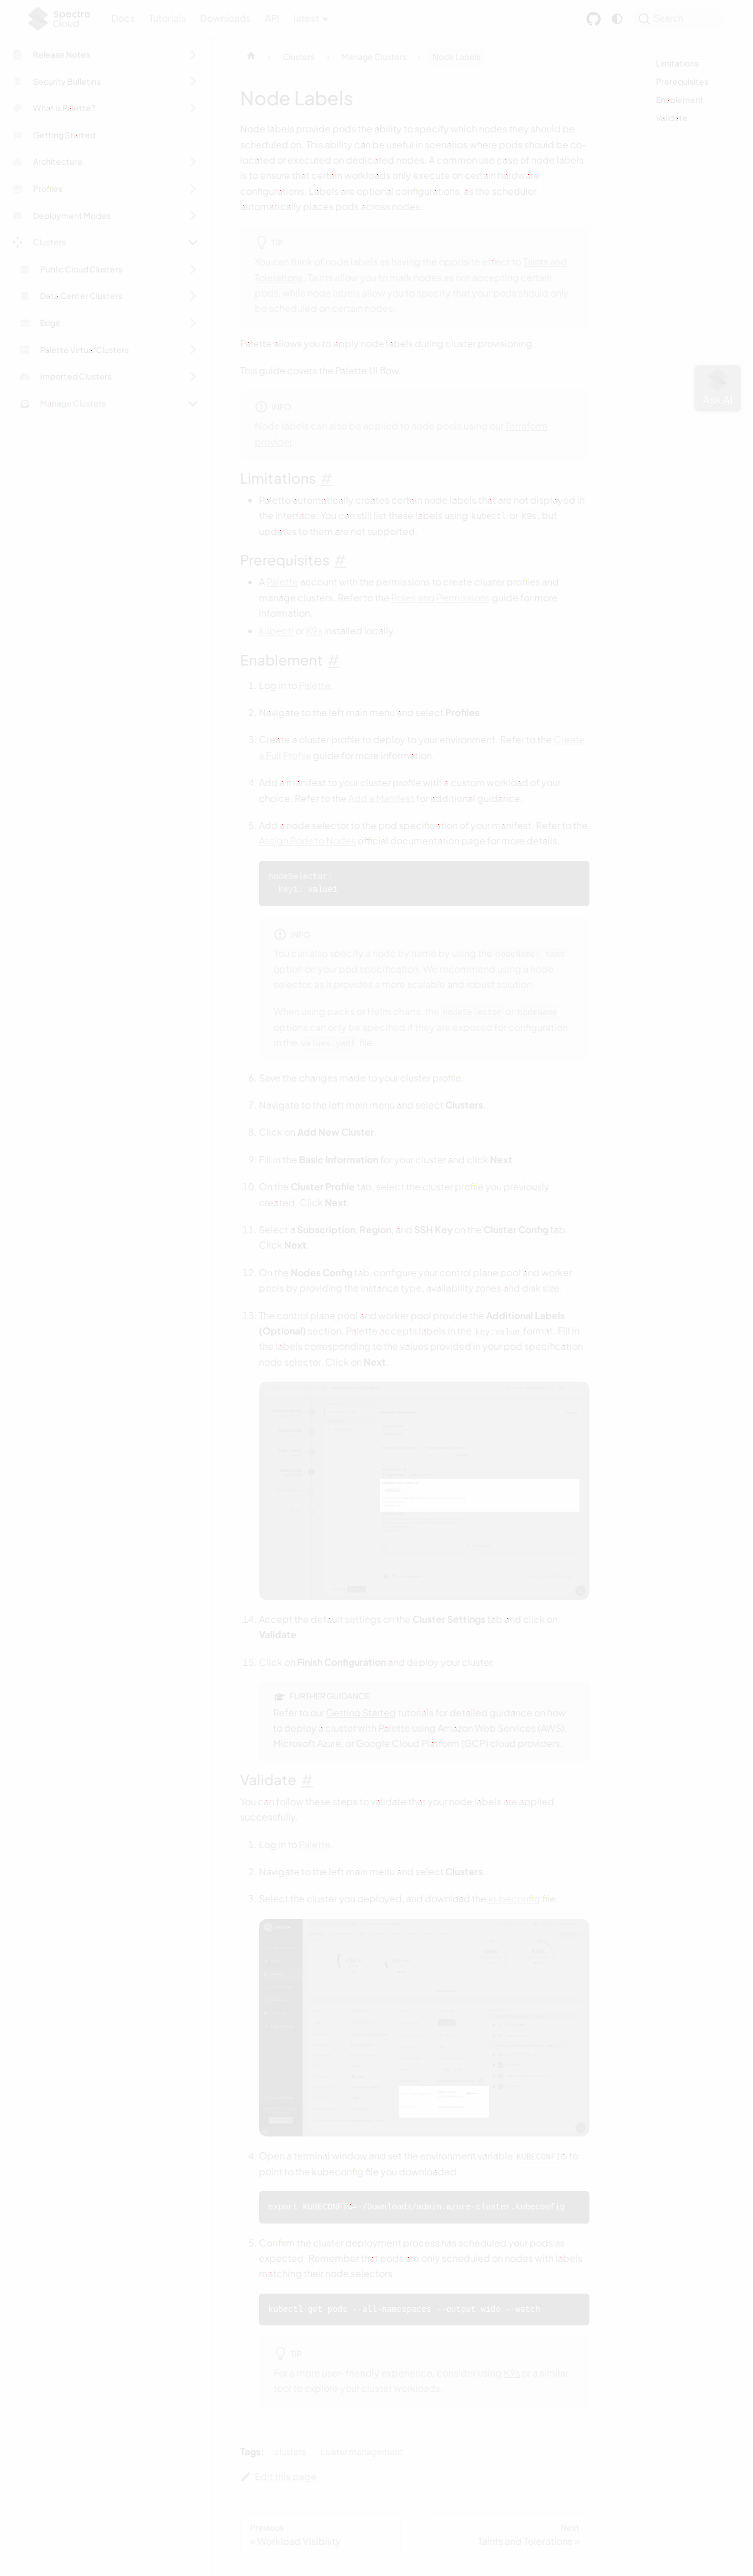 Spectro
Cloud
Docs
Tutorials
Downloads
API
latest
Search
Release Notes
Security Bulletins
What is Palette?
Getting Started
Architecture
Profiles
Deployment Modes
Clusters
Public Cloud Clusters
Data Center Clusters
Edge
Palette Virtual Clusters
Imported Clusters
Manage Clusters
Clusters
Manage Clusters
Node Labels
Limitations
Prerequisites
Enablement
Validate
Node Labels
Node labels provide pods the ability to specify which nodes they should be
scheduled on. This ability can be useful in scenarios where pods should be co-
located or executed on dedicated nodes. A common use case of node labels
is to ensure that certain workloads only execute on certain hardware
configurations. Labels are optional configurations, as the scheduler
automatically places pods across nodes.
TIP
You can think of node labels as having the opposite effect to Taints and
Tolerations. Taints allow you to mark nodes as not accepting certain
pods, while node labels allow you to specify that your pods should only
be scheduled on certain nodes.
Palette allows you to apply node labels during cluster provisioning.
This guide covers the Palette UI flow.
Ask AI
INFO
Node labels can also be applied to node pools using our Terraform
provider.
Limitations #
• Palette automatically creates certain node labels that are not displayed in
the interface. You can still list these labels using kubectl or K9s, but
updates to them are not supported.
Prerequisites #
• A Palette account with the permissions to create cluster profiles and
manage clusters. Refer to the Roles and Permissions guide for more
information.
• kubectl or K9s installed locally.
Enablement #
1. Log in to Palette.
2. Navigate to the left main menu and select Profiles.
3. Create a cluster profile to deploy to your environment. Refer to the Create
a Full Profile guide for more information.
4. Add a manifest to your cluster profile with a custom workload of your
choice. Refer to the Add a Manifest for additional guidance.
5. Add a node selector to the pod specification of your manifest. Refer to the
Assign Pods to Nodes official documentation page for more details.
nodeSelector:
key1: value1
INFO
You can also specify a node by name by using the nodeName: name
option on your pod specification. We recommend using a node
selector, as it provides a more scalable and robust solution.
When using packs or Helm charts, the nodeSelector or nodeName
options can only be specified if they are exposed for configuration
in the values.yaml file.
6. Save the changes made to your cluster profile.
7. Navigate to the left main menu and select Clusters.
8. Click on Add New Cluster.
9. Fill in the Basic Information for your cluster and click Next.
10. On the Cluster Profile tab, select the cluster profile you previously
created. Click Next.
11. Select a Subscription, Region, and SSH Key on the Cluster Config tab.
Click Next.
12. On the Nodes Config tab, configure your control plane pool and worker
pools by providing the instance type, availability zones and disk size.
13. The control plane pool and worker pool provide the Additional Labels
(Optional) section. Palette accepts labels in the key:value format. Fill in
the labels corresponding to the values provided in your pod specification
node selector. Click on Next.
14. Accept the default settings on the Cluster Settings tab and click on
Validate.
15. Click on Finish Configuration and deploy your cluster.
FURTHER GUIDANCE
Refer to our Getting Started tutorials for detailed guidance on how
to deploy a cluster with Palette using Amazon Web Services (AWS),
Microsoft Azure, or Google Cloud Platform (GCP) cloud providers.
Validate #
You can follow these steps to validate that your node labels are applied
successfully.
1. Log in to Palette.
2. Navigate to the left main menu and select Clusters.
3. Select the cluster you deployed, and download the kubeconfig file.
4. Open a terminal window and set the environment variable KUBECONFIG to
point to the kubeconfig file you downloaded.
export KUBECONFIG=~/Downloads/admin.azure-cluster.kubeconfig
5. Confirm the cluster deployment process has scheduled your pods as
expected. Remember that pods are only scheduled on nodes with labels
matching their node selectors.
kubectl get pods --all-namespaces --output wide --watch
TIP
For a more user-friendly experience, consider using K9s or a similar
tool to explore your cluster workloads.
Tags: clusters cluster management
Edit this page
Previous
« Workload Visibility
Next
Taints and Tolerations »